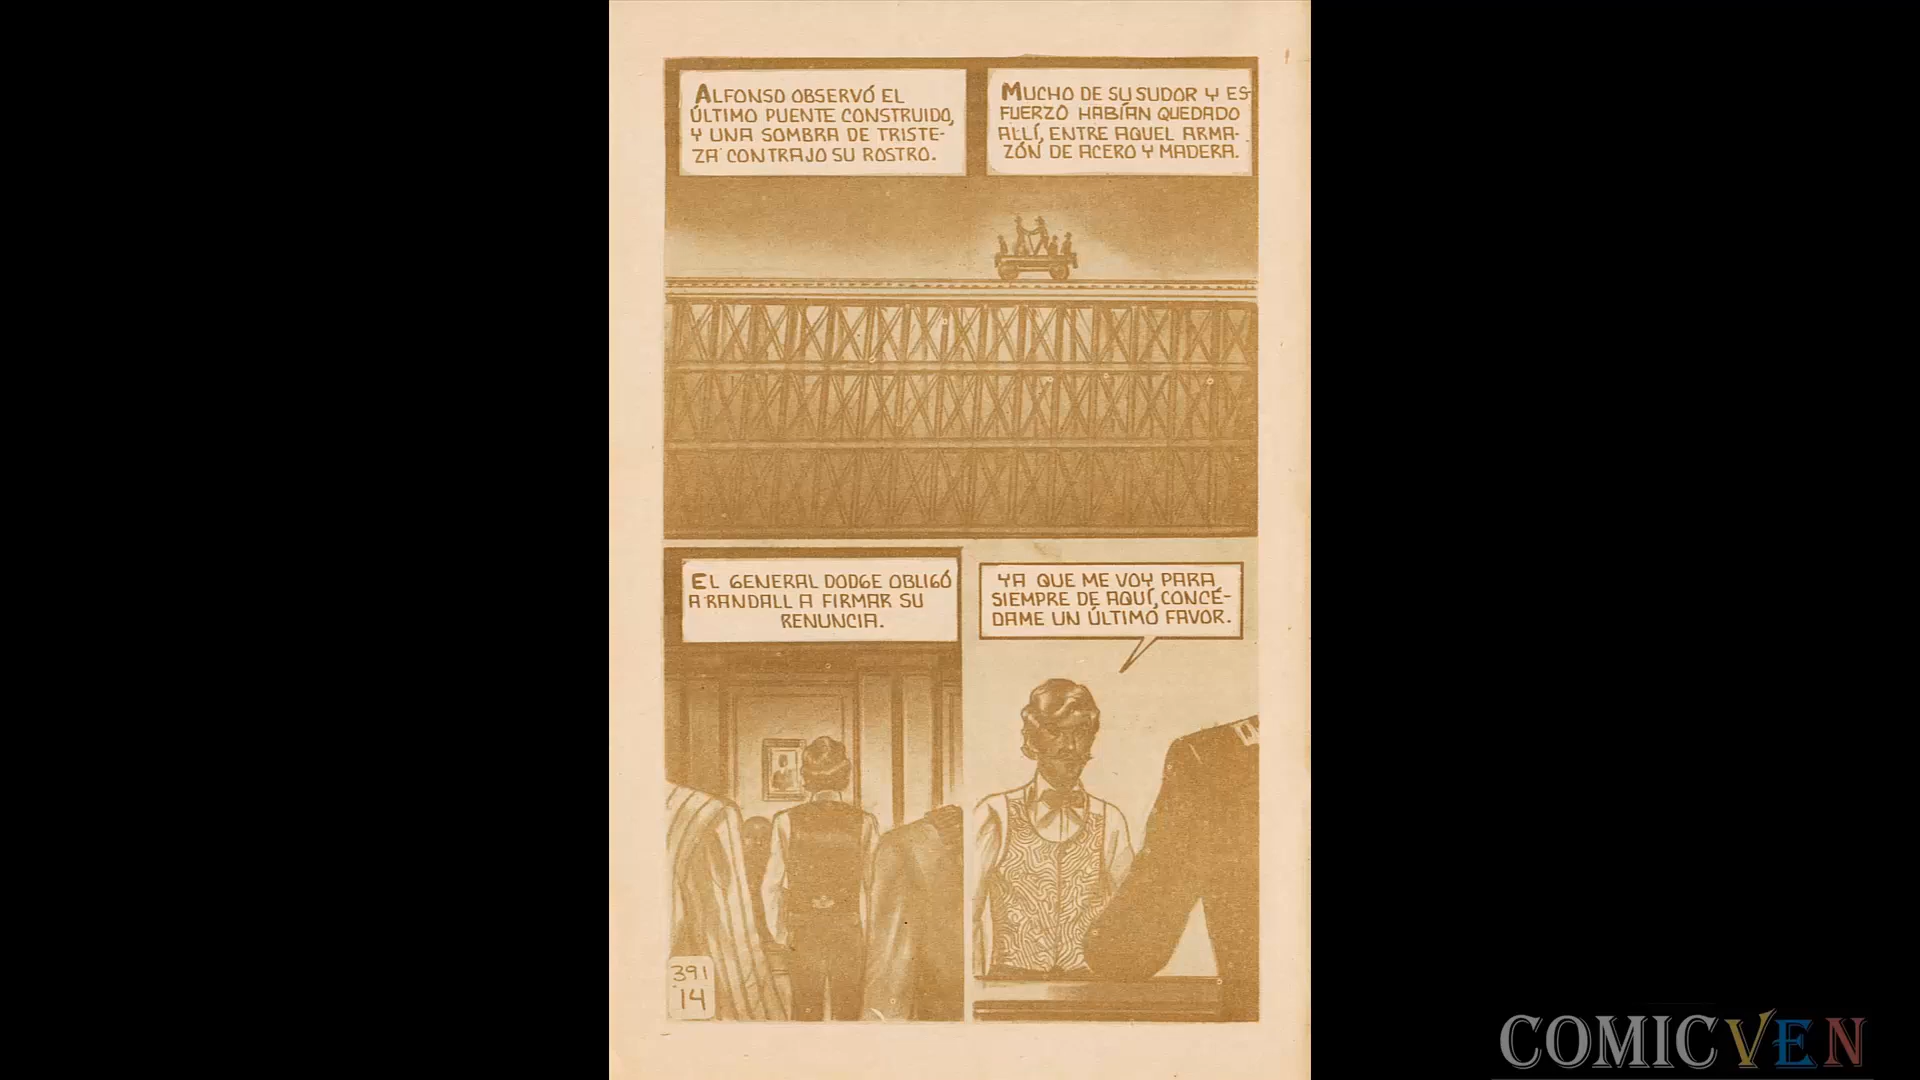 ALFONSO OBSERVÓ EL
ÚLTIMO PUENTE CONSTRUIDO,
Y UNA SOMBRA DE TRISTE-
ZA CONTRAJO SU ROSTRO.
MUCHO DE SU SUDOR Y ES-
FUERZO HABÍAN QUEDADO
ALLÍ, ENTRE AQUEL ARMA-
ZÓN DE ACERO Y MADERA.
EL GENERAL DODGE OBLIGÓ
A RANDALL A FIRMAR SU
RENUNCIA.
YA QUE ME VOY PARA
SIEMPRE DE AQUÍ, CONCÉ-
DAME UN ÚLTIMO FAVOR.
391
14
COMICVEN